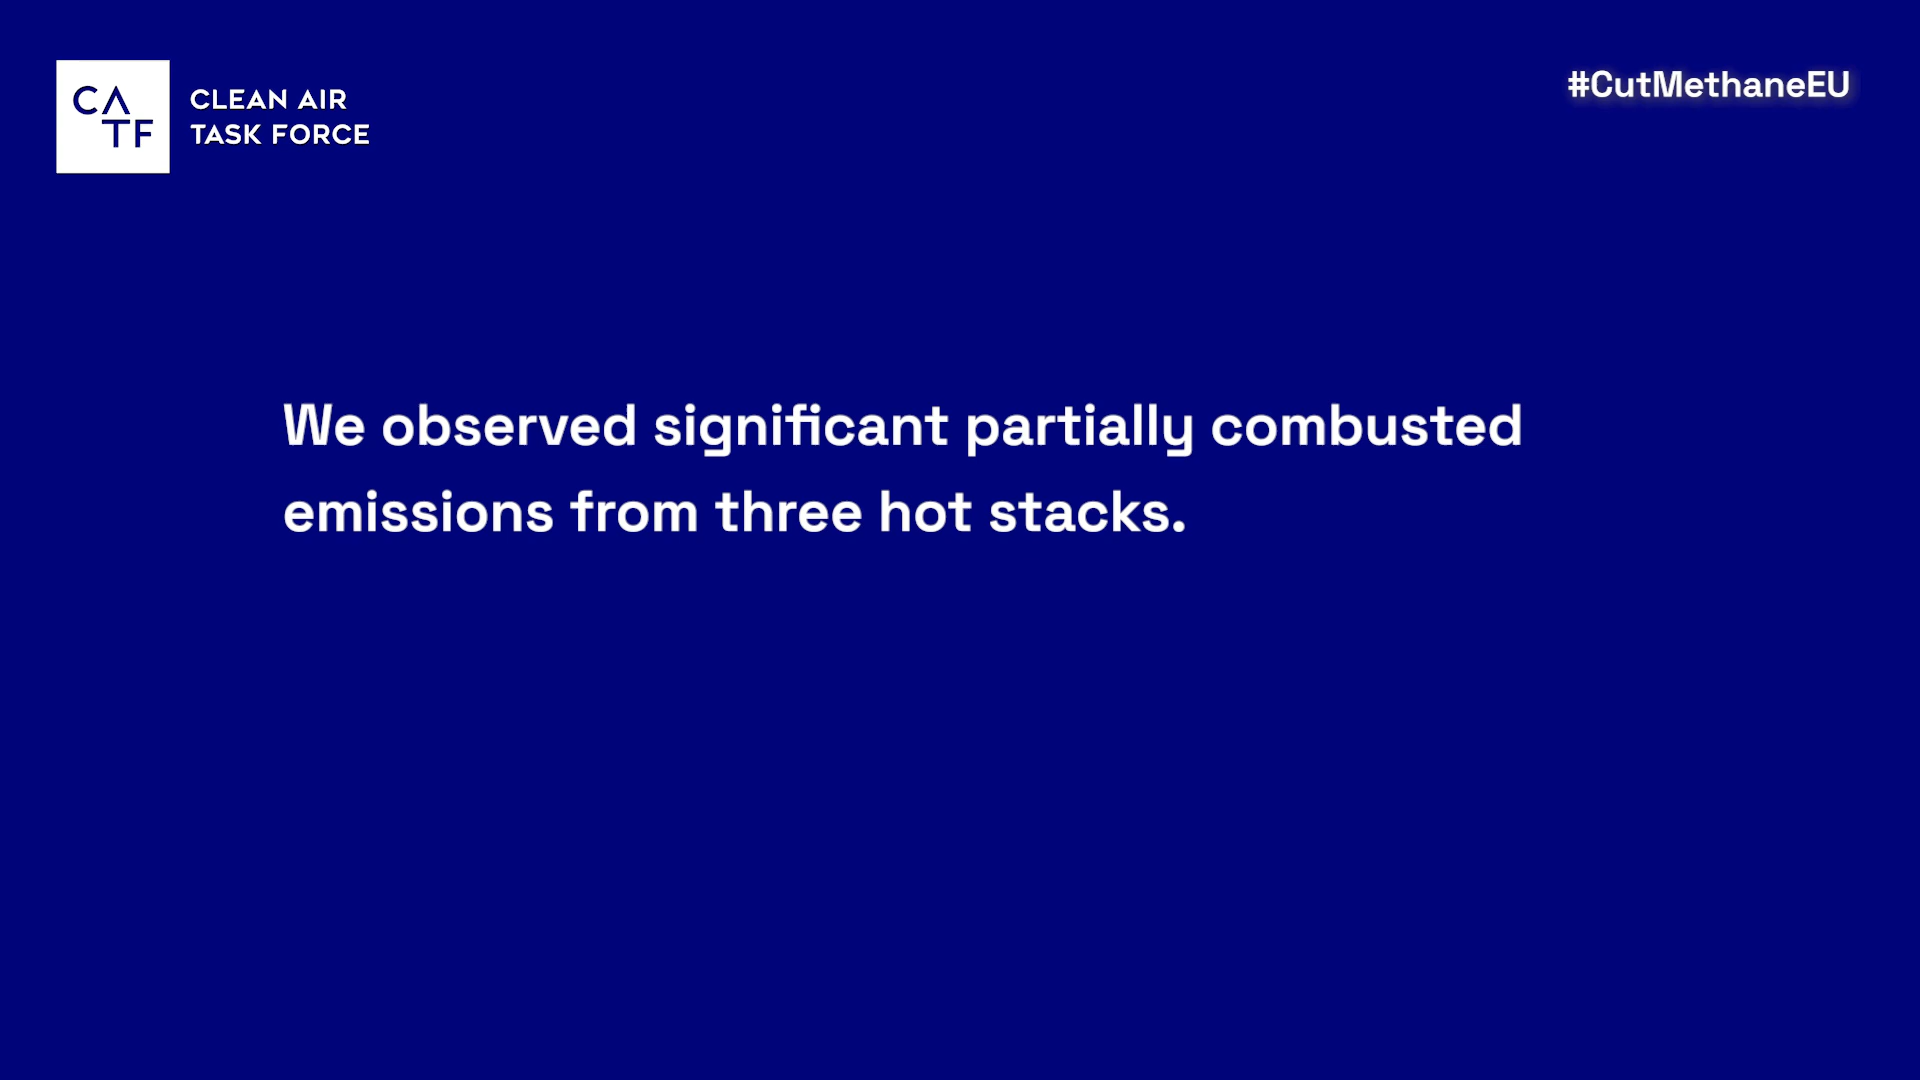 CA
TF
CLEAN AIR
TASK FORCE
#CutMethaneEU
We observed significant partially combusted
emissions from three hot stacks.